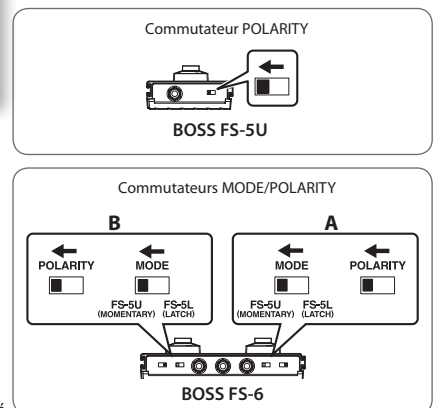 Commutateur POLARITY
BOSS FS-5U
Commutateurs MODE/POLARITY
B A
POLARITY MODE MODE POLARITY
FS-5U FS-5L FS-5U FS-5L
(MOMENTARY) (LATCH) (MOMENTARY) (LATCH)
BOSS FS-6